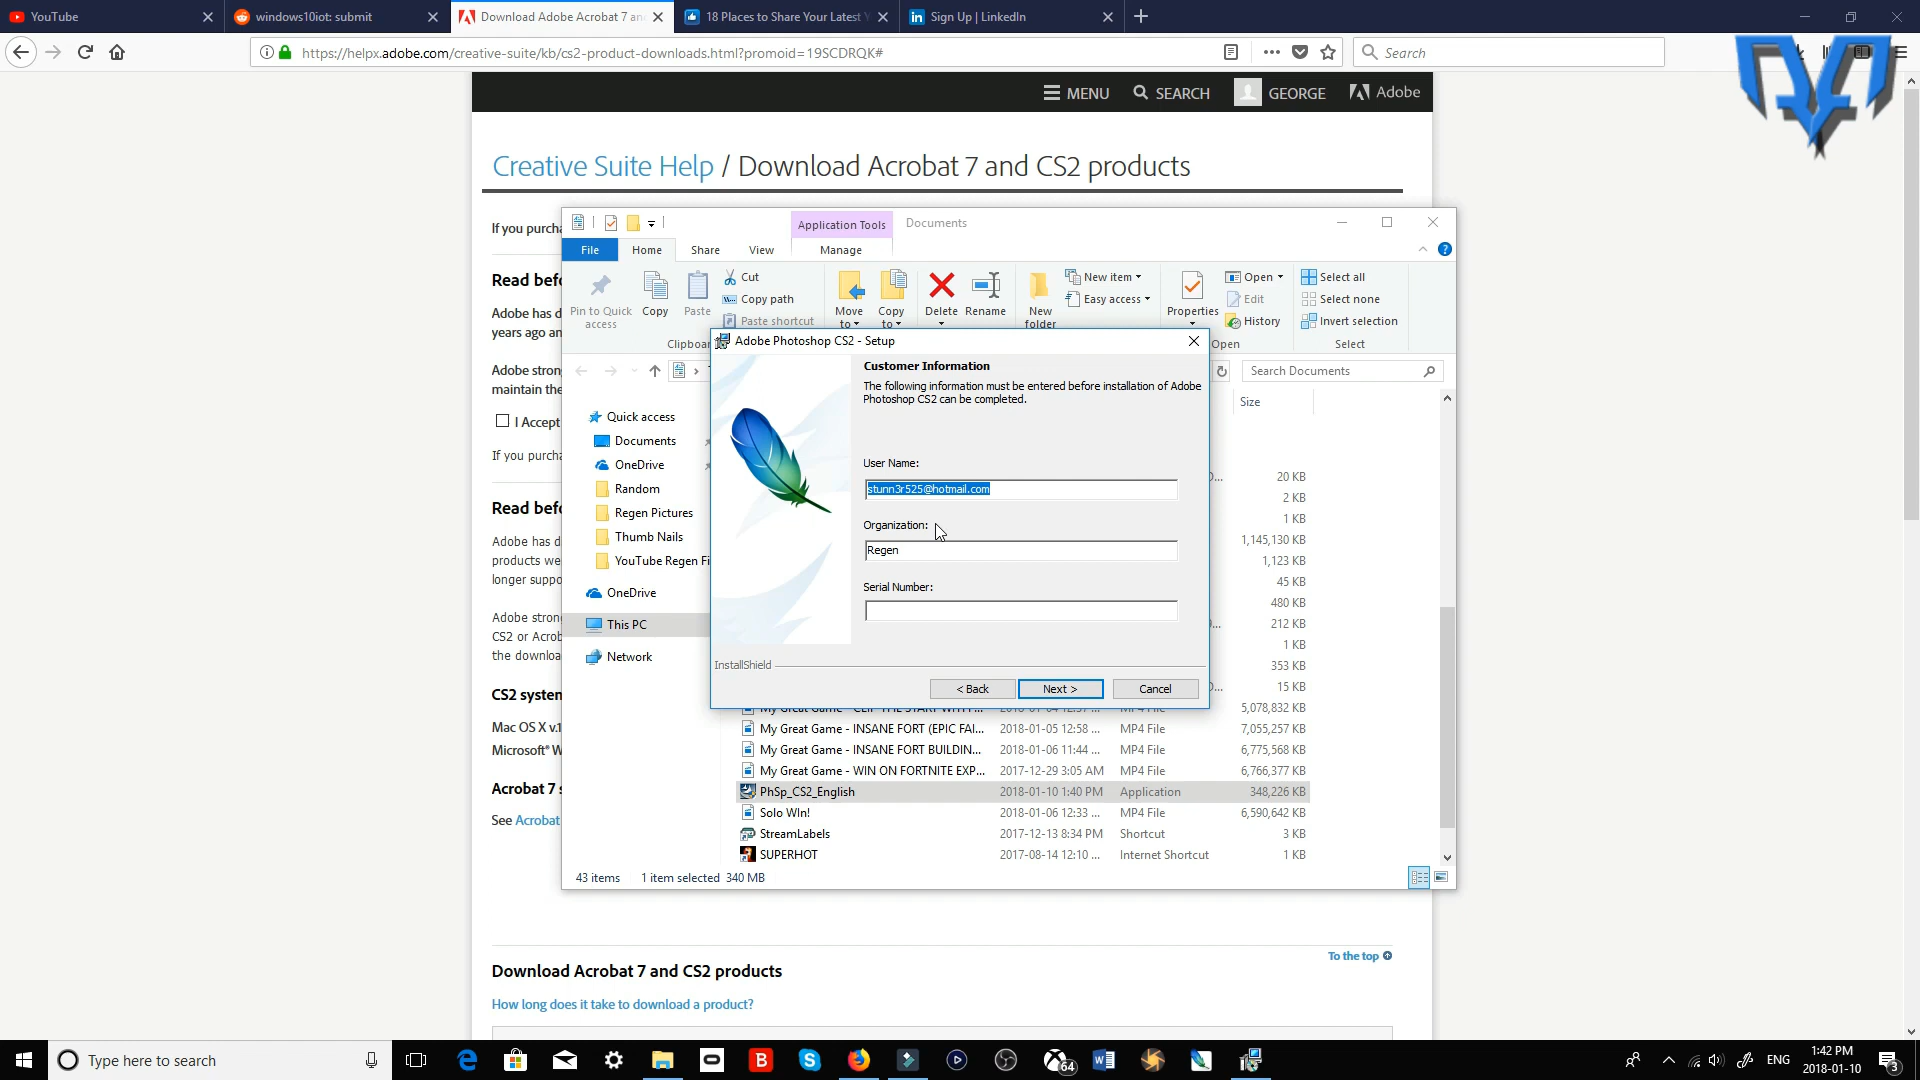 YouTube
windows10iot: submit
Download Adobe Acrobat 7 an
18 Places to Share Your Latest Y
Sign Up | LinkedIn
https://helpx.adobe.com/creative-suite/kb/cs2-product-downloads.html?promoid=19SCDRQK#
Search
MENU
SEARCH
GEORGE
Adobe
Creative Suite Help / Download Acrobat 7 and CS2 products
If you purcha
Read befo
Adobe has d
years ago an
Adobe stron
maintain the
I Accept
If you purcha
Read befo
Adobe has d
products we
longer suppo
Adobe stron
CS2 or Acrob
the downloa
CS2 system
Mac OS X v.1
Microsoft® W
Acrobat 7 s
See Acrobat
Application Tools
Documents
File
Home
Share
View
Manage
Pin to Quick
access
Copy
Paste
Cut
Copy path
Paste shortcut
Clipboa
Move
to
Copy
to
Delete
Rename
New
folder
New item
Easy access
Properties
Open
Edit
History
Open
Select all
Select none
Invert selection
Select
Search Documents
Size
Quick access
Documents
OneDrive
Random
Regen Pictures
Thumb Nails
YouTube Regen Fi
OneDrive
This PC
Network
Adobe Photoshop CS2 - Setup
Customer Information
The following information must be entered before installation of Adobe
Photoshop CS2 can be completed.
User Name:
stunn3r525@hotmail.com
Organization:
Regen
Serial Number:
InstallShield
< Back
Next >
Cancel
20 KB
2 KB
1 KB
1,145,130 KB
1,123 KB
45 KB
480 KB
212 KB
1 KB
353 KB
15 KB
5,078,832 KB
My Great Game - INSANE FORT (EPIC FAI... 2018-01-05 12:58 ... MP4 File 7,055,257 KB
My Great Game - INSANE FORT BUILDIN... 2018-01-06 11:44 ... MP4 File 6,775,568 KB
My Great Game - WIN ON FORTNITE EXP... 2017-12-29 3:05 AM MP4 File 6,766,377 KB
PhSp_CS2_English 2018-01-10 1:40 PM Application 348,226 KB
Solo WIn! 2018-01-06 12:33 ... MP4 File 6,590,642 KB
StreamLabels 2017-12-13 8:34 PM Shortcut 3 KB
SUPERHOT 2017-08-14 12:10 ... Internet Shortcut 1 KB
43 items
1 item selected 340 MB
To the top
Download Acrobat 7 and CS2 products
How long does it take to download a product?
Type here to search
64
ENG
1:42 PM
2018-01-10
3